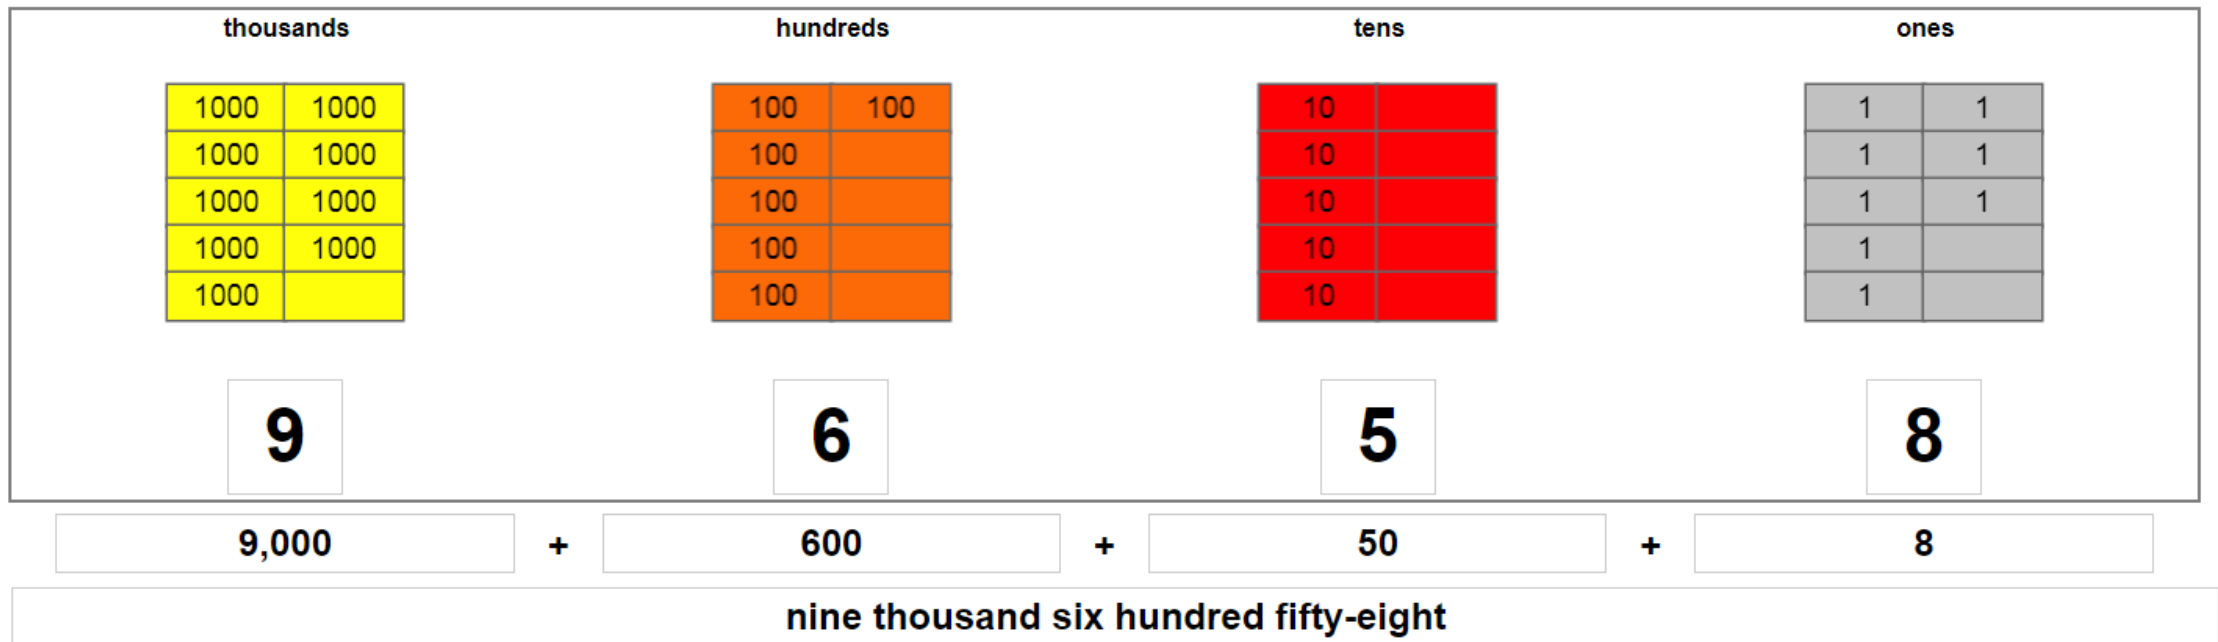 thousands hundreds tens ones
1000 1000 100 100 10 1 1
1000 1000 100 10 1 1
1000 1000 100 10 1 1
1000 1000 100 10 1
1000 100 10 1
9 6 5 8
9,000 + 600 + 50 + 8
nine thousand six hundred fifty-eight